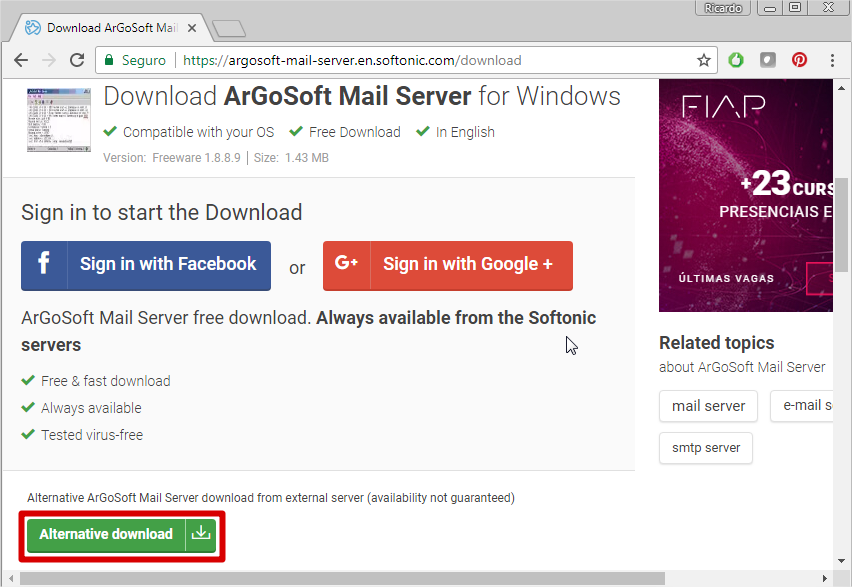 Ricardo
Download ArGoSoft Mail
Seguro
https://argosoft-mail-server.en.softonic.com/download
Download ArGoSoft Mail Server for Windows
Compatible with your OS Free Download In English
Version: Freeware 1.8.8.9 | Size: 1.43 MB
Sign in to start the Download
f Sign in with Facebook or G+ Sign in with Google +
ArGoSoft Mail Server free download. Always available from the Softonic
servers
Free & fast download
Always available
Tested virus-free
Alternative ArGoSoft Mail Server download from external server (availability not guaranteed)
Alternative download
FIAP
+23 CURS
PRESENCIAIS E
ÚLTIMAS VAGAS
Related topics
about ArGoSoft Mail Server
mail server
e-mail s
smtp server